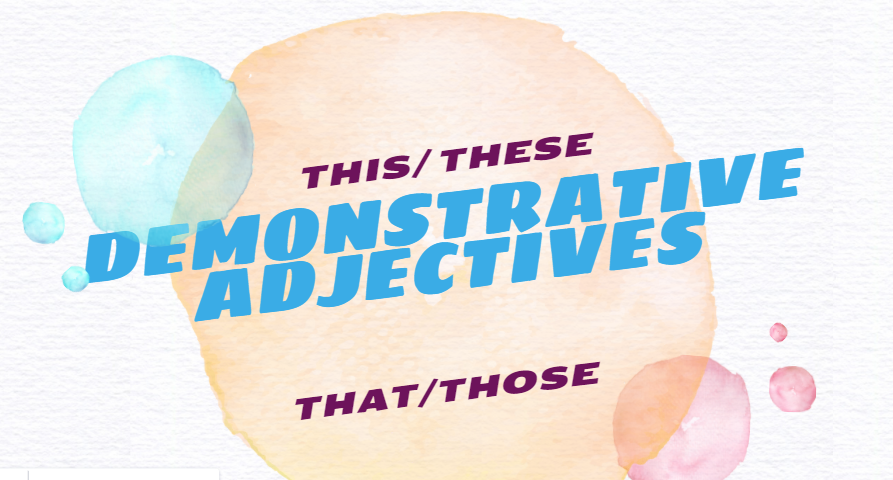 THIS/ THESE
DEMONSTRATIVE
ADJECTIVES
THAT/THOSE